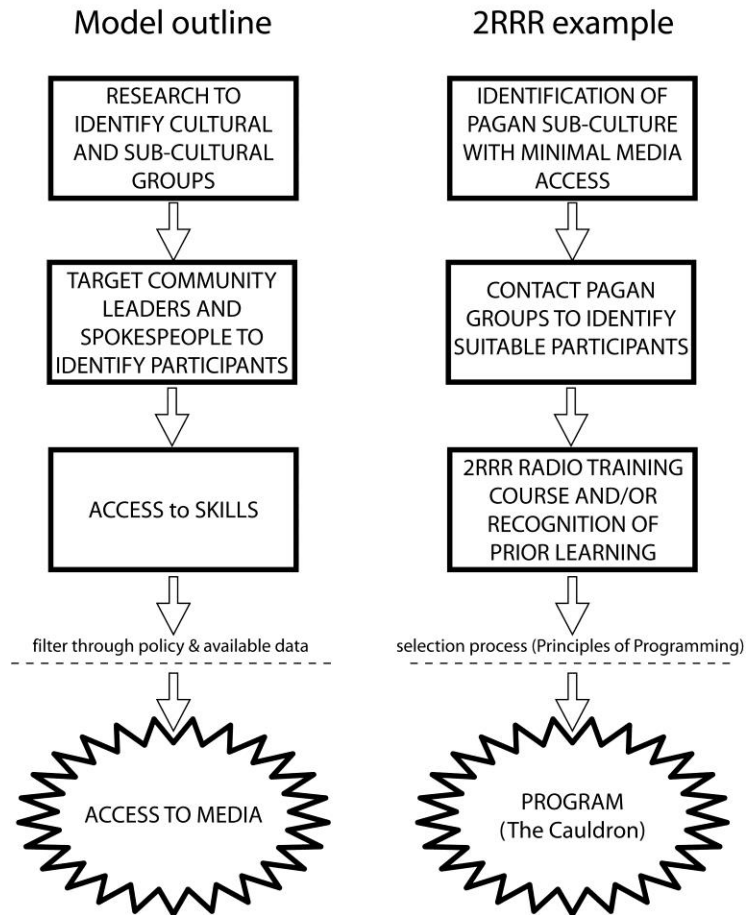 Model outline
RESEARCH TO
IDENTIFY CULTURAL
AND SUB-CULTURAL
GROUPS
TARGET COMMUNITY
LEADERS AND
SPOKESPEOPLE TO
IDENTIFY PARTICIPANTS
ACCESS to SKILLS
filter through policy & available data
ACCESS TO MEDIA
2RRR example
IDENTIFICATION OF
PAGAN SUB-CULTURE
WITH MINIMAL MEDIA
ACCESS
CONTACT PAGAN
GROUPS TO IDENTIFY
SUITABLE PARTICIPANTS
2RRR RADIO TRAINING
COURSE AND/OR
RECOGNITION OF
PRIOR LEARNING
selection process (Principles of Programming)
PROGRAM
(The Cauldron)